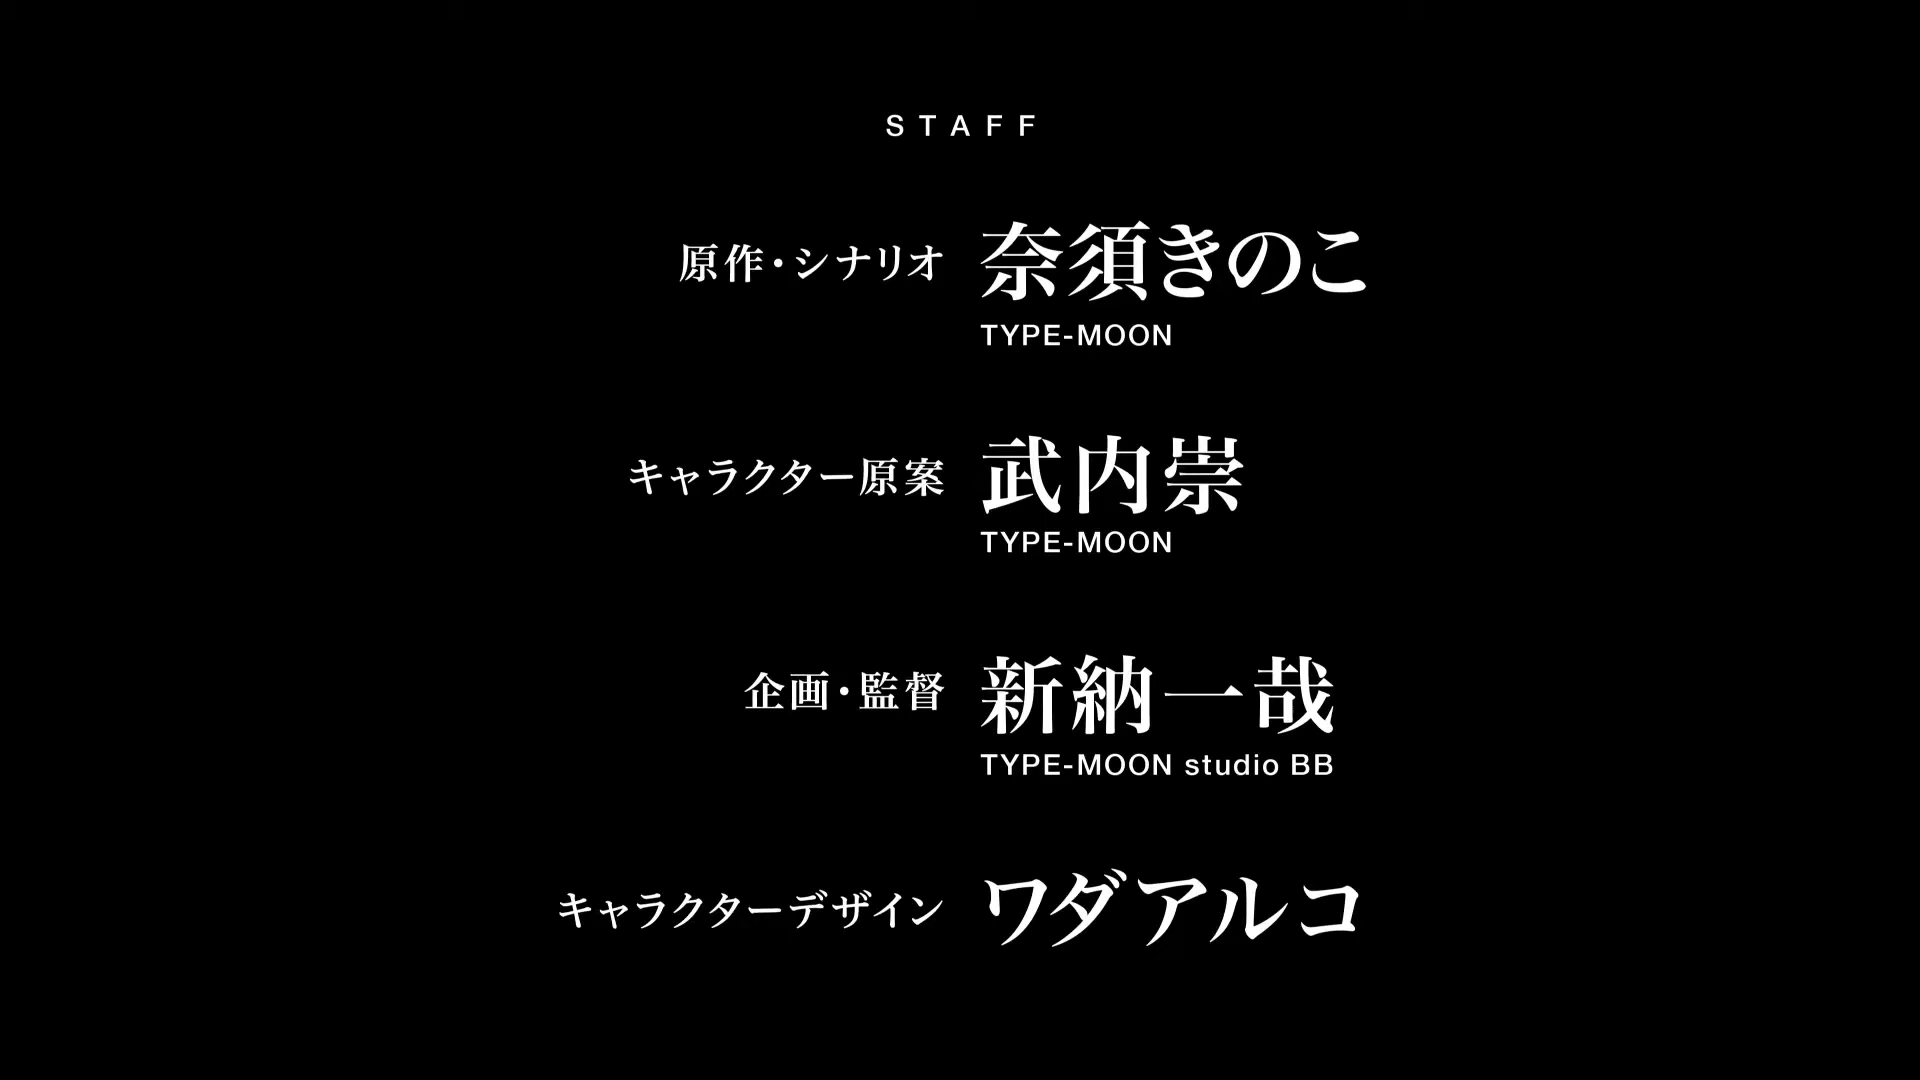 STAFF
原作・シナリオ 奈須きのこ
TYPE-MOON
キャラクター原案 武内崇
TYPE-MOON
企画・監督 新納一哉
TYPE-MOON studio BB
キャラクターデザイン ワダアルコ